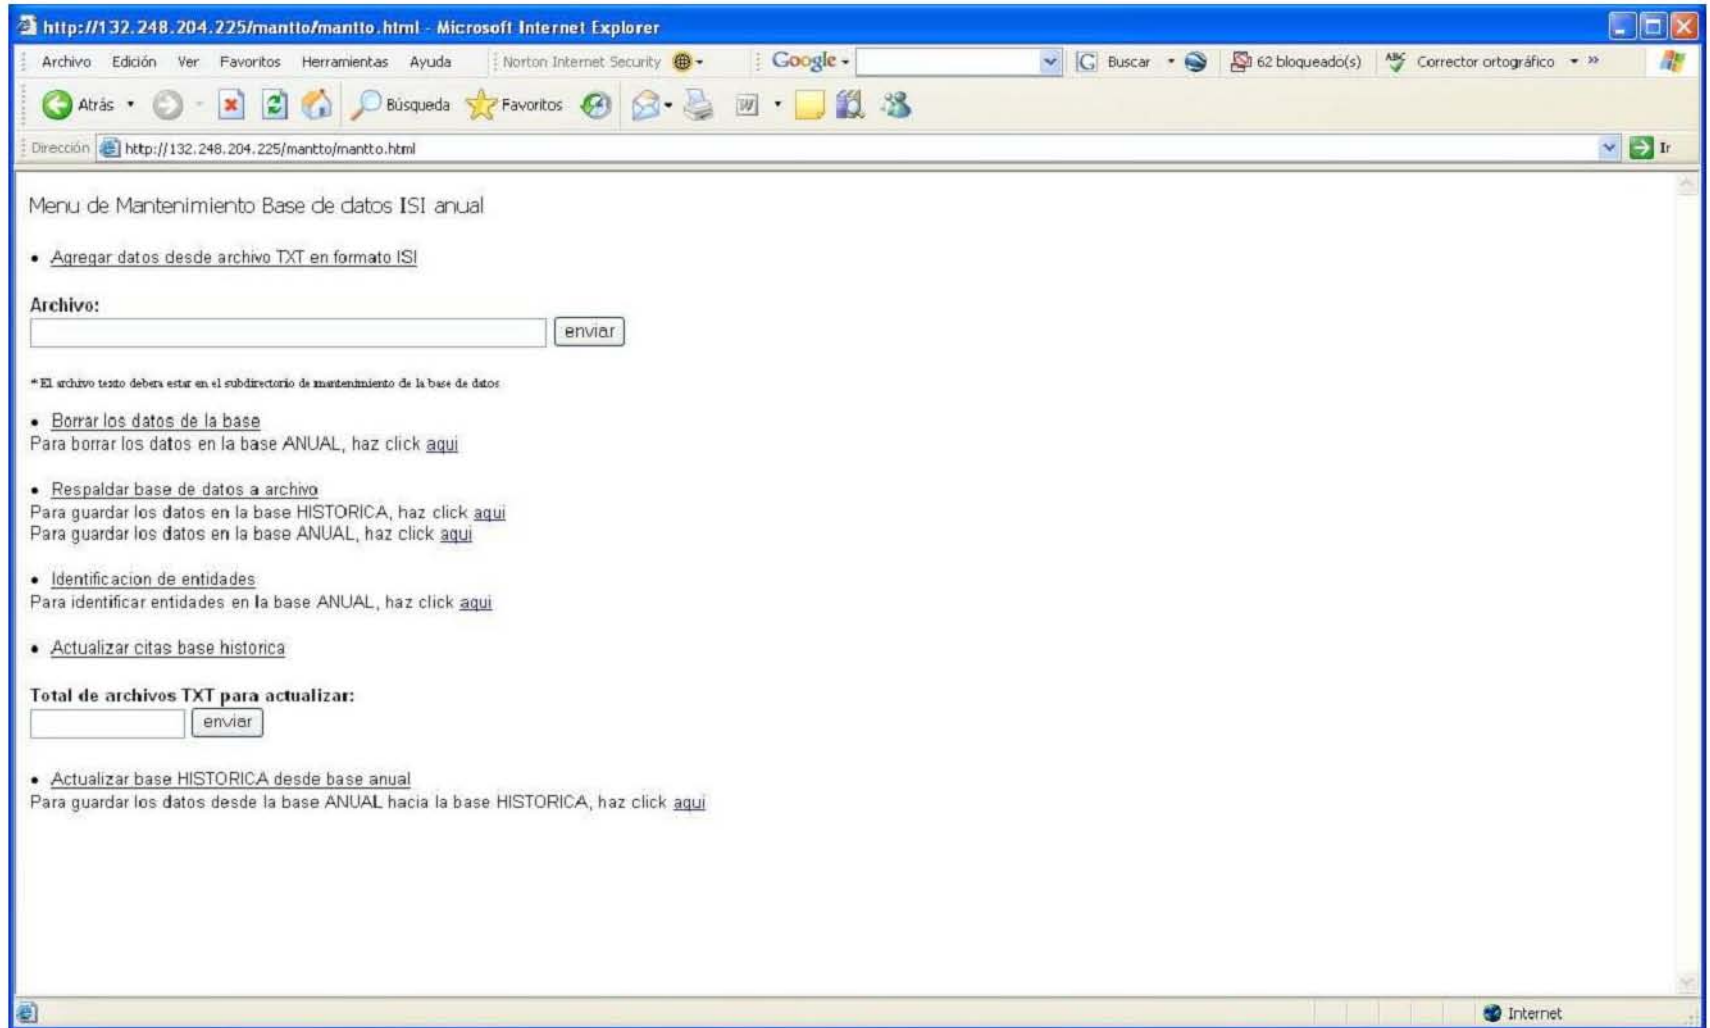 http://132.248.204.225/mantto/mantto.html - Microsoft Internet Explorer
Archivo Edición Ver Favoritos Herramientas Ayuda Norton Internet Security Google Buscar 62 bloqueado(s) ABC Corrector ortográfico »
Atrás Búsqueda Favoritos
Dirección http://132.248.204.225/mantto/mantto.html Ir
Menu de Mantenimiento Base de datos ISI anual
• Agregar datos desde archivo TXT en formato ISI
Archivo:
enviar
* El archivo texto debera estar en el subdirectorio de mantenimiento de la base de datos
• Borrar los datos de la base
Para borrar los datos en la base ANUAL, haz click aqui
• Respaldar base de datos a archivo
Para guardar los datos en la base HISTORICA, haz click aqui
Para guardar los datos en la base ANUAL, haz click aqui
• Identificacion de entidades
Para identificar entidades en la base ANUAL, haz click aqui
• Actualizar citas base historica
Total de archivos TXT para actualizar:
enviar
• Actualizar base HISTORICA desde base anual
Para guardar los datos desde la base ANUAL hacia la base HISTORICA, haz click aqui
Internet